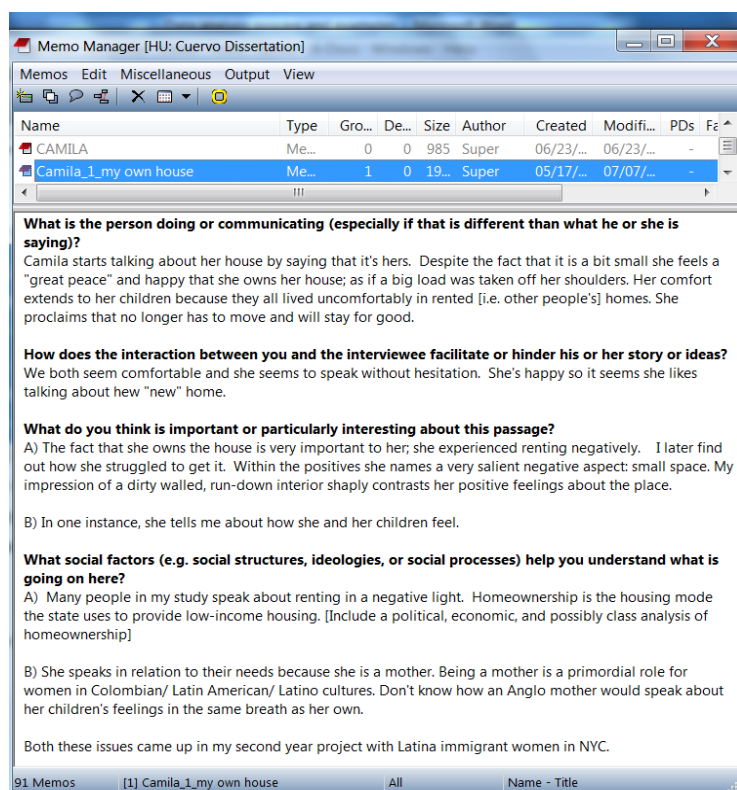 Memo Manager [HU: Cuervo Dissertation]
Memos Edit Miscellaneous Output View
Name Type Gro... De... Size Author Created Modifi... PDs Fa
CAMILA Me... 0 0 985 Super 06/23/... 06/23/... -
Camila_1_my own house Me... 1 0 19... Super 05/17/... 07/07/... -
What is the person doing or communicating (especially if that is different than what he or she is
saying)?
Camila starts talking about her house by saying that it's hers. Despite the fact that it is a bit small she feels a
"great peace" and happy that she owns her house; as if a big load was taken off her shoulders. Her comfort
extends to her children because they all lived uncomfortably in rented [i.e. other people's] homes. She
proclaims that no longer has to move and will stay for good.
How does the interaction between you and the interviewee facilitate or hinder his or her story or ideas?
We both seem comfortable and she seems to speak without hesitation. She's happy so it seems she likes
talking about hew "new" home.
What do you think is important or particularly interesting about this passage?
A) The fact that she owns the house is very important to her; she experienced renting negatively. I later find
out how she struggled to get it. Within the positives she names a very salient negative aspect: small space. My
impression of a dirty walled, run-down interior shaply contrasts her positive feelings about the place.
B) In one instance, she tells me about how she and her children feel.
What social factors (e.g. social structures, ideologies, or social processes) help you understand what is
going on here?
A) Many people in my study speak about renting in a negative light. Homeownership is the housing mode
the state uses to provide low-income housing. [Include a political, economic, and possibly class analysis of
homeownership]
B) She speaks in relation to their needs because she is a mother. Being a mother is a primordial role for
women in Colombian/ Latin American/ Latino cultures. Don't know how an Anglo mother would speak about
her children's feelings in the same breath as her own.
Both these issues came up in my second year project with Latina immigrant women in NYC.
91 Memos [1] Camila_1_my own house All Name - Title